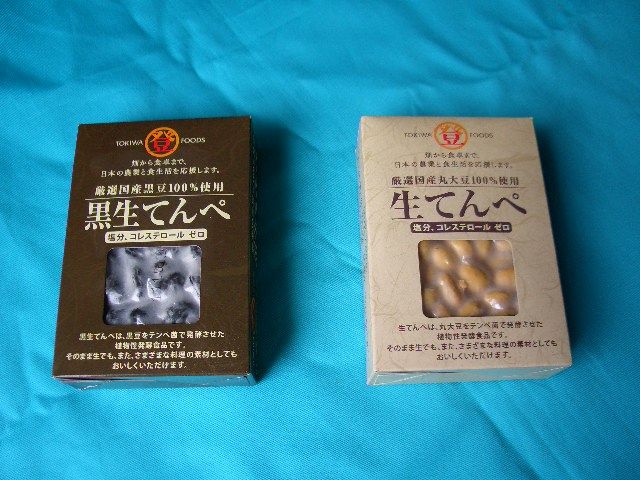 TOKIWA 登 FOODS
畑から食卓まで、
日本の農業と食生活を応援します。
厳選国産黒豆100%使用
黒生てんぺ
塩分、コレステロール ゼロ
黒生てんぺは、黒豆をテンペ菌で発酵させた
植物性発酵食品です。
そのまま生でも、また、さまざまな料理の素材としても
おいしくいただけます。
TOKIWA 登 FOODS
畑から食卓まで、
日本の農業と食生活を応援します。
厳選国産丸大豆100%使用
生てんぺ
塩分、コレステロール ゼロ
生てんぺは、丸大豆をテンペ菌で発酵させた
植物性発酵食品です。
そのまま生でも、また、さまざまな料理の素材としても
おいしくいただけます。